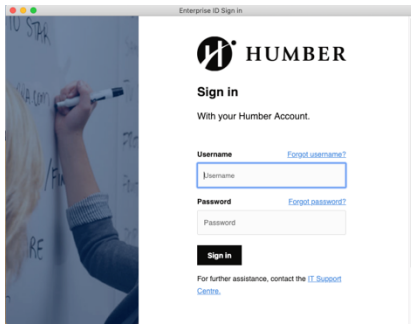 Enterprise ID Sign In
HUMBER
Sign in
With your Humber Account.
Username Forgot username?
Username
Password Forgot password?
Password
Sign in
For further assistance, contact the IT Support
Centre.